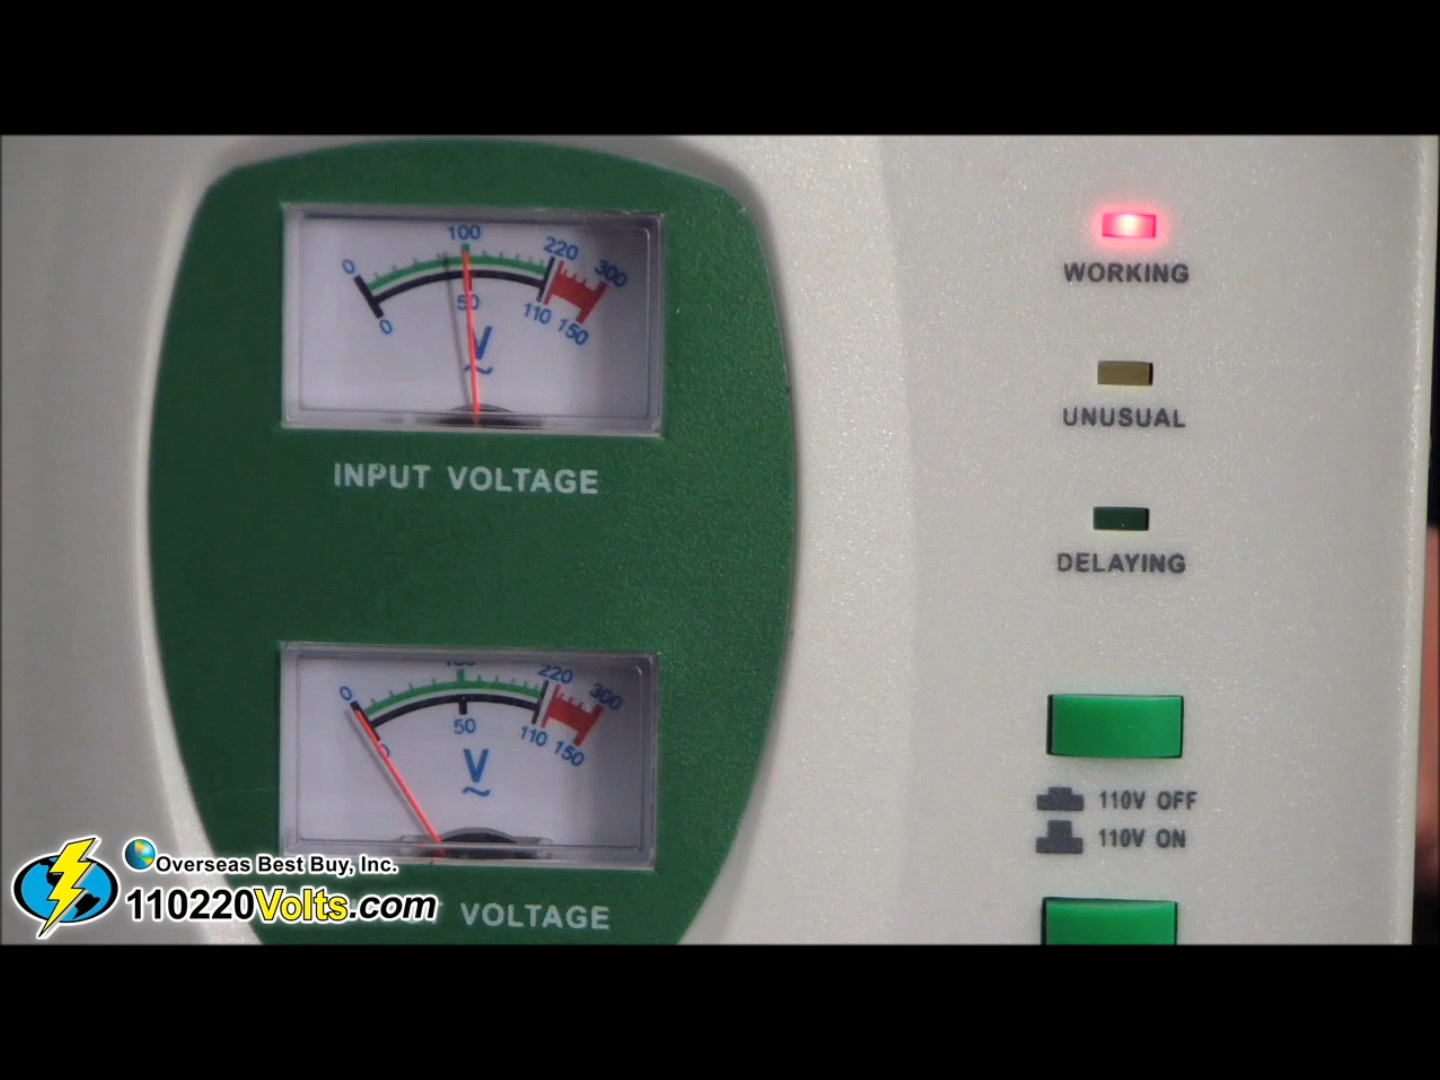 0
100
220
300
0
50
110
150
V
~
INPUT VOLTAGE
WORKING
UNUSUAL
DELAYING
0
220
300
50
110
150
V
~
VOLTAGE
110V OFF
110V ON
Overseas Best Buy, Inc.
110220Volts.com